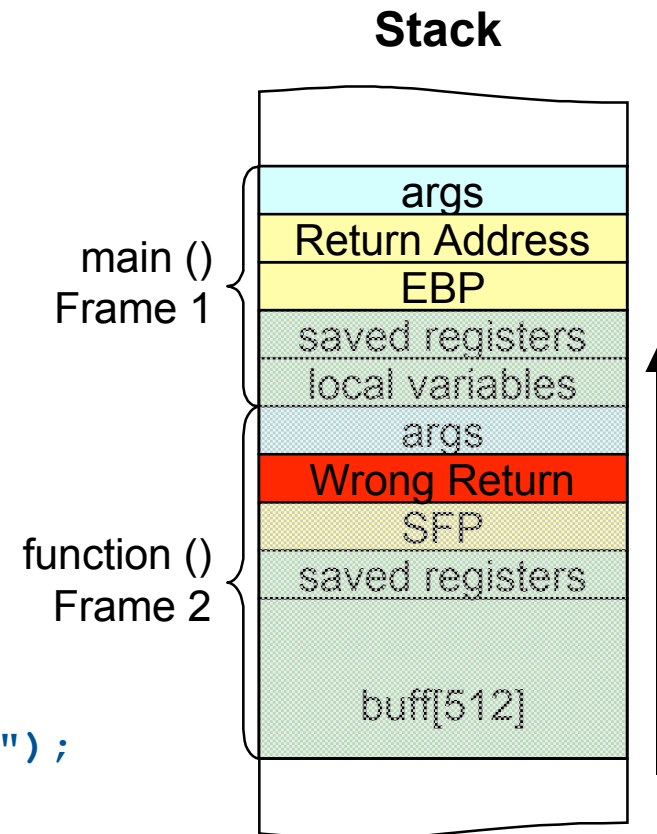 Stack
args
Return Address
main ()
EBP
Frame 1
saved registers
local variables
args
Wrong Return
SFP
function ()
saved registers
Frame 2
buff[512]
");